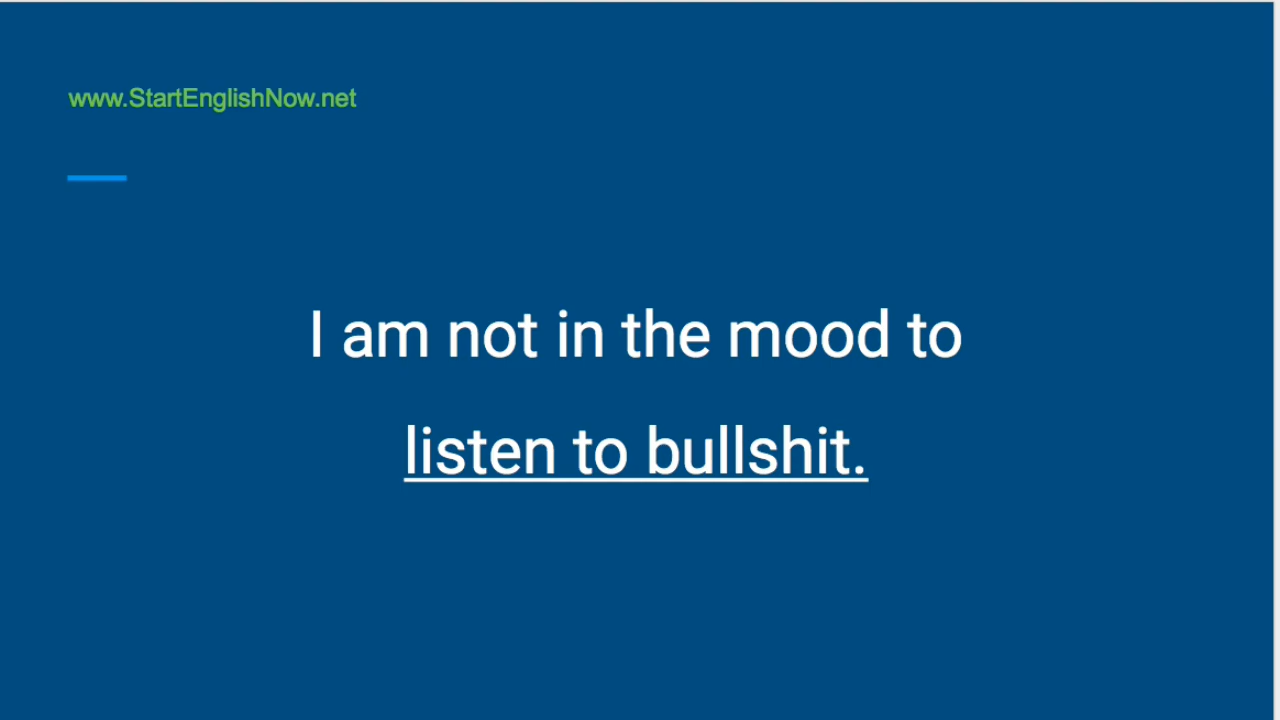 www.StartEnglishNow.net
I am not in the mood to
listen to bullshit.